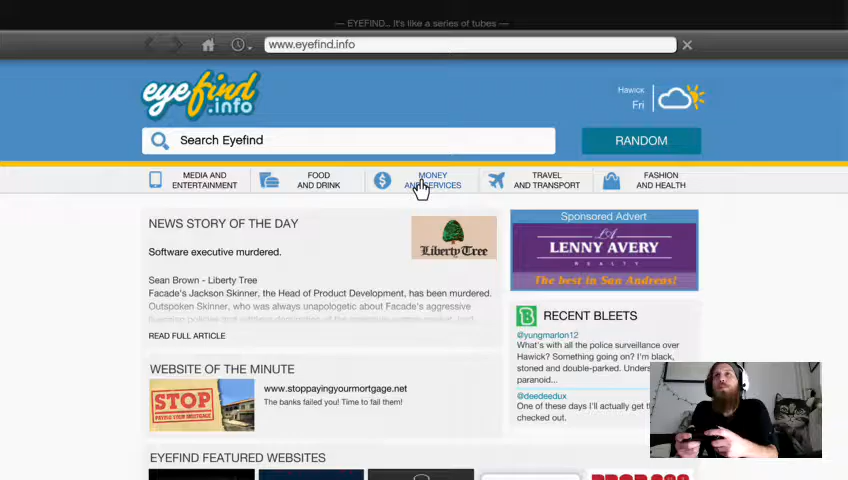 — EYEFIND... It's like a series of tubes —
www.eyefind.info
eyefind
.info
Hawick
Fri
Search Eyefind
RANDOM
MEDIA AND
ENTERTAINMENT
FOOD
AND DRINK
MONEY
AND SERVICES
TRAVEL
AND TRANSPORT
FASHION
AND HEALTH
NEWS STORY OF THE DAY
Liberty Tree
Software executive murdered.
Sean Brown - Liberty Tree
Facade's Jackson Skinner, the Head of Product Development, has been murdered.
Outspoken Skinner, who was always unapologetic about Facade's aggressive
READ FULL ARTICLE
Sponsored Advert
LA
LENNY AVERY
REALTY
The best in San Andreas!
RECENT BLEETS
@yungmarlon12
What's with all the police surveillance over
Hawick? Something going on? I'm black,
stoned and double-parked.
paranoid...
@deedeedux
One of these days I'll actually get
checked out.
WEBSITE OF THE MINUTE
STOP
PAYING YOUR MORTGAGE
www.stoppayingyourmortgage.net
The banks failed you! Time to fail them!
EYEFIND FEATURED WEBSITES